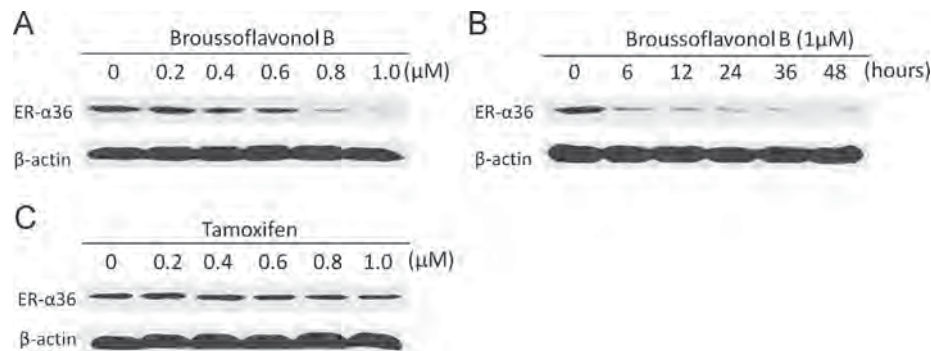 A
Broussoflavonol B
0 0.2 0.4 0.6 0.8 1.0 (μM)
ER-α36
β-actin
B
Broussoflavonol B (1μM)
0 6 12 24 36 48 (hours)
ER-α36
β-actin
C
Tamoxifen
0 0.2 0.4 0.6 0.8 1.0 (μM)
ER-α36
β-actin